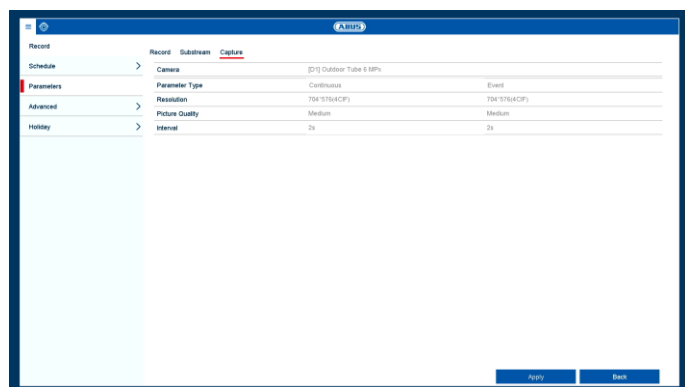 ABUS
Record
Record Substream Capture
Schedule
Camera [D1] Outdoor Tube 6 MPx
Parameters
Parameter Type Continuous Event
Resolution 704*576(4CIF) 704*576(4CIF)
Advanced
Picture Quality Medium Medium
Holiday
Interval 2s 2s
Apply Back